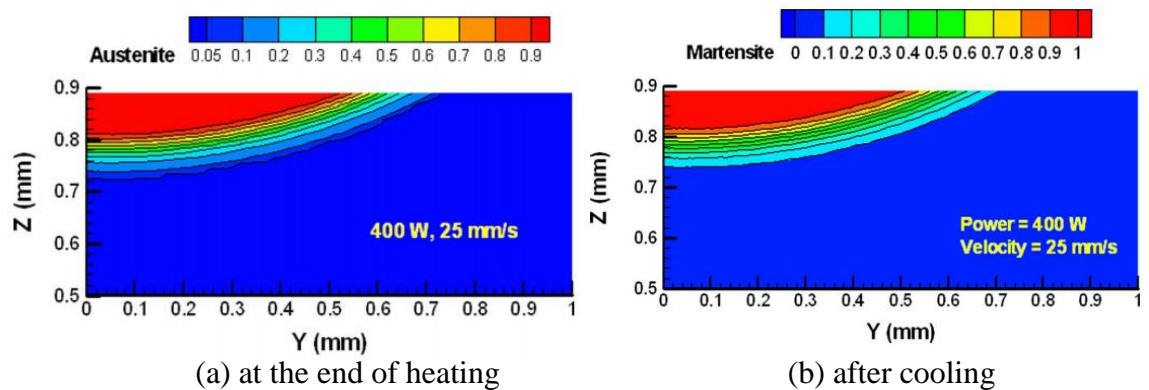 Austenite
0.05 0.1 0.2 0.3 0.4 0.5 0.6 0.7 0.8 0.9
0.9
0.8
0.7
0.6
0.5
Z (mm)
400 W, 25 mm/s
0 0.1 0.2 0.3 0.4 0.5 0.6 0.7 0.8 0.9 1
Y (mm)
(a) at the end of heating
Martensite
0 0.1 0.2 0.3 0.4 0.5 0.6 0.7 0.8 0.9 1
0.9
0.8
0.7
0.6
0.5
Z (mm)
Power = 400 W
Velocity = 25 mm/s
0 0.1 0.2 0.3 0.4 0.5 0.6 0.7 0.8 0.9 1
Y (mm)
(b) after cooling